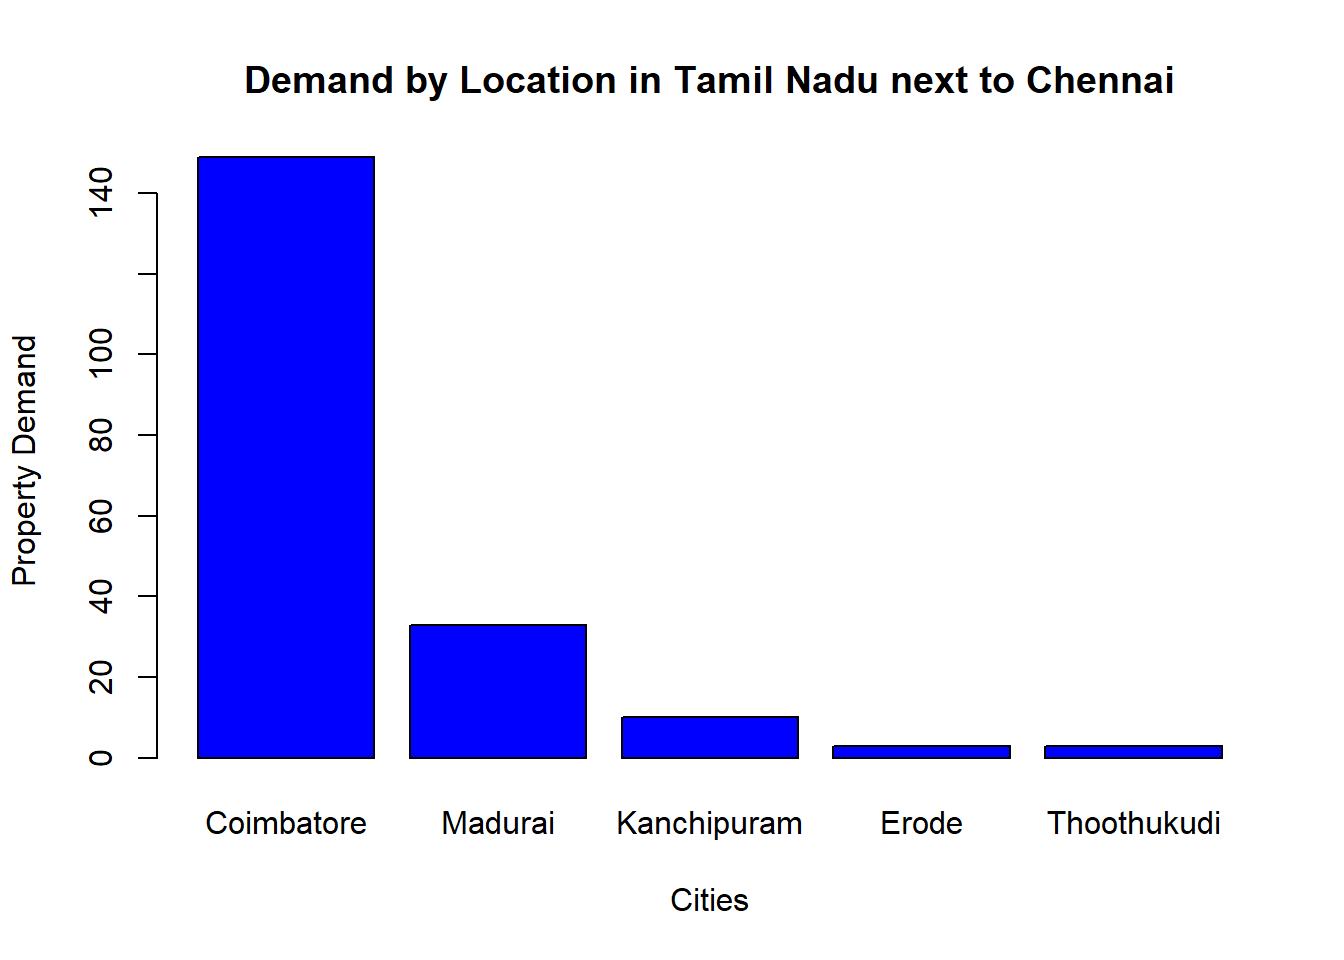 Demand by Location in Tamil Nadu next to Chennai
Property Demand
140
100
80
60
40
20
0
Coimbatore Madurai Kanchipuram Erode Thoothukudi
Cities